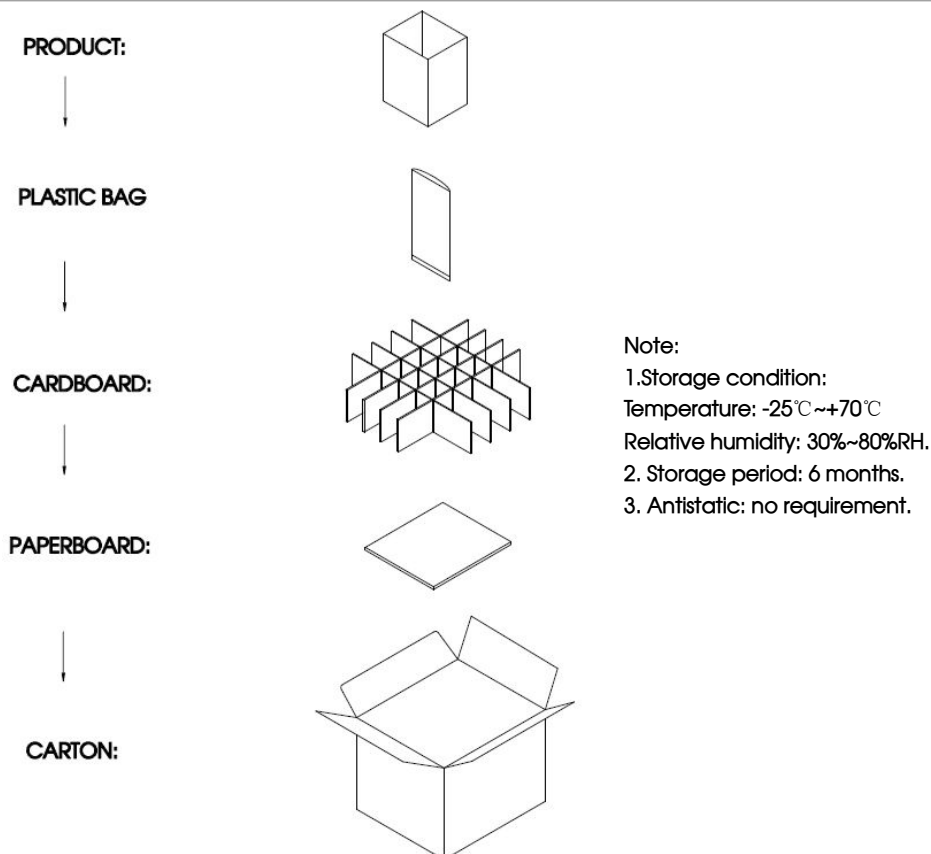 PRODUCT:
PLASTIC BAG
CARDBOARD:
PAPERBOARD:
CARTON:
Note:
1.Storage condition:
Temperature: -25℃~+70℃
Relative humidity: 30%~80%RH.
2. Storage period: 6 months.
3. Antistatic: no requirement.